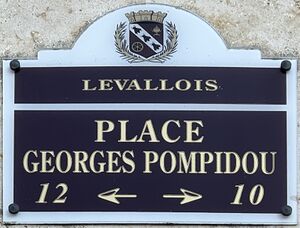 LEVALLOIS
PLACE
GEORGES POMPIDOU
12 ← → 10